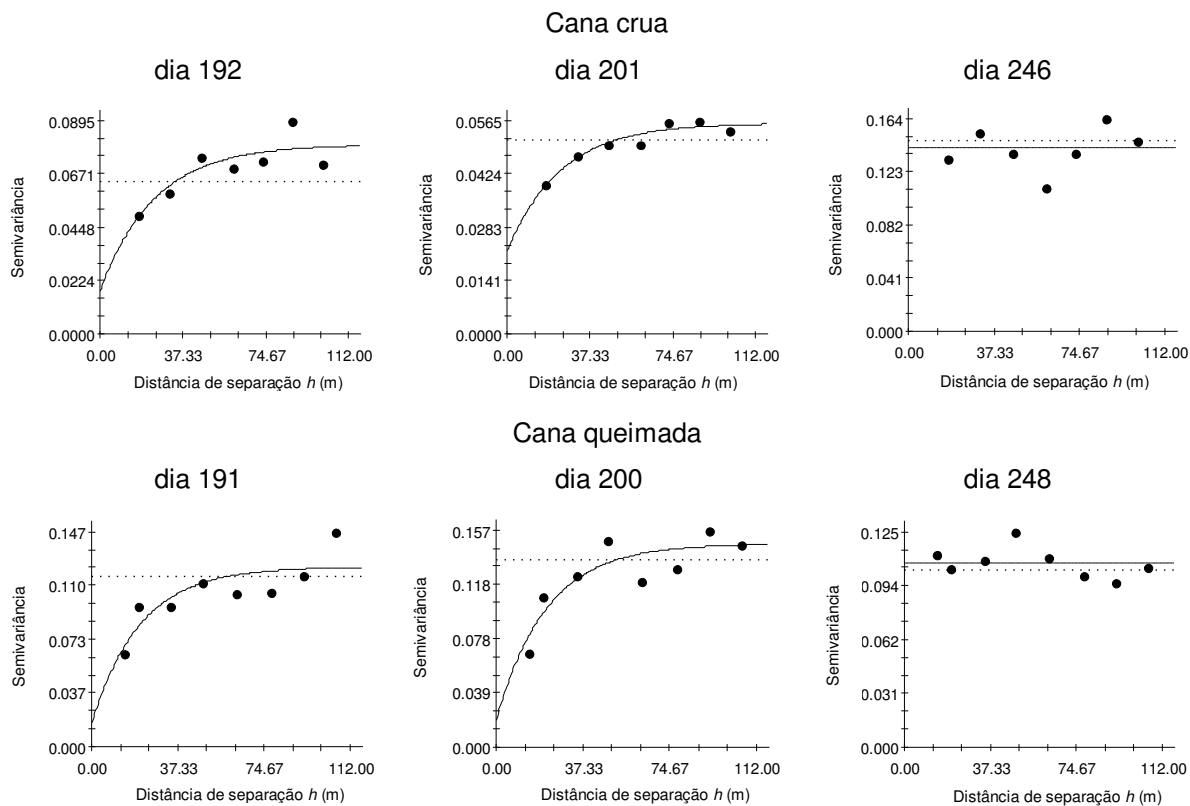 Cana crua
dia 192
0.0895
0.0671
0.0448
0.0224
0.0000
Semivariância
0.00 37.33 74.67 112.00
Distância de separação h (m)
dia 201
0.0565
0.0424
0.0283
0.0141
0.0000
Semivariância
0.00 37.33 74.67 112.00
Distância de separação h (m)
dia 246
0.164
0.123
0.082
0.041
0.000
Semivariância
0.00 37.33 74.67 112.00
Distância de separação h (m)
Cana queimada
dia 191
0.147
0.110
0.073
0.037
0.000
Semivariância
0.00 37.33 74.67 112.00
Distância de separação h (m)
dia 200
0.157
0.118
0.078
0.039
0.000
Semivariância
0.00 37.33 74.67 112.00
Distância de separação h (m)
dia 248
0.125
0.094
0.062
0.031
0.000
Semivariância
0.00 37.33 74.67 112.00
Distância de separação h (m)